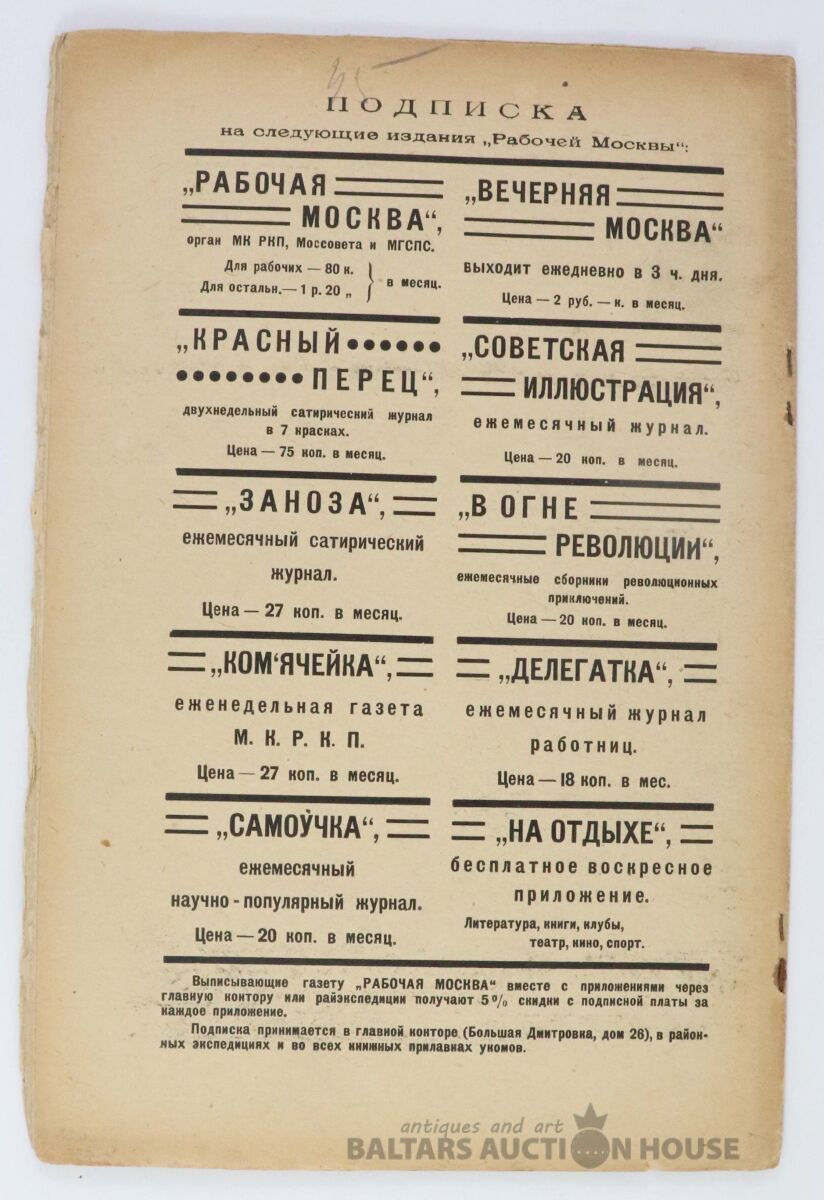 45
ПОДПИСКА
на следующие издания „Рабочей Москвы“:
„РАБОЧАЯ
МОСКВА“,
орган МК РКП, Моссовета и МГСПС.
Для рабочих — 80 к.
Для остальн.— 1 р. 20 „
в месяц.
„ВЕЧЕРНЯЯ
МОСКВА“
выходит ежедневно в 3 ч. дня.
Цена — 2 руб. — к. в месяц.
„КРАСНЫЙ
ПЕРЕЦ“,
двухнедельный сатирический журнал
в 7 красках.
Цена — 75 коп. в месяц.
„СОВЕТСКАЯ
ИЛЛЮСТРАЦИЯ“,
ежемесячный журнал.
Цена — 20 коп. в месяц.
„ЗАНОЗА“,
ежемесячный сатирический
журнал.
Цена — 27 коп. в месяц.
„В ОГНЕ
РЕВОЛЮЦИИ“,
ежемесячные сборники революционных
приключений.
Цена — 20 коп. в месяц.
„КОМ‘ЯЧЕЙКА“,
еженедельная газета
М. К. Р. К. П.
Цена — 27 коп. в месяц.
„ДЕЛЕГАТКА“,
ежемесячный журнал
работниц.
Цена — 18 коп. в мес.
„САМОУ́ЧКА“,
ежемесячный
научно-популярный журнал.
Цена — 20 коп. в месяц.
„НА ОТДЫХЕ“,
бесплатное воскресное
приложение.
Литература, книги, клубы,
театр, кино, спорт.
Выписывающие газету „РАБОЧАЯ МОСКВА“ вместе с приложениями через
главную контору или райэкспедиции получают 5% скидки с подписной платы за
каждое приложение.
Подписка принимается в главной конторе (Большая Дмитровка, дом 26), в район-
ных экспедициях и во всех книжных прилавках укомов.
antiques and art
BALTARS AUCTION HOUSE